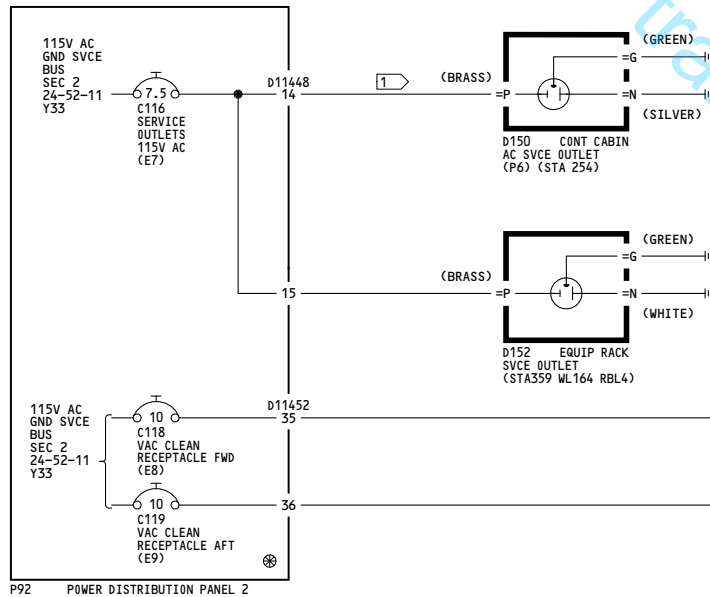 115V AC
GND SVCE
BUS
SEC 2
24-52-11
Y33
7.5
C116
SERVICE
OUTLETS
115V AC
(E7)
D11448
14
1
(BRASS)
=P
(GREEN)
=G
=N
(SILVER)
D150 CONT CABIN
AC SVCE OUTLET
(P6) (STA 254)
15
(BRASS)
=P
(GREEN)
=G
=N
(WHITE)
D152 EQUIP RACK
SVCE OUTLET
(STA359 WL164 RBL4)
115V AC
GND SVCE
BUS
SEC 2
24-52-11
Y33
10
C118
VAC CLEAN
RECEPTACLE FWD
(E8)
D11452
35
10
C119
VAC CLEAN
RECEPTACLE AFT
(E9)
36
P92 POWER DISTRIBUTION PANEL 2